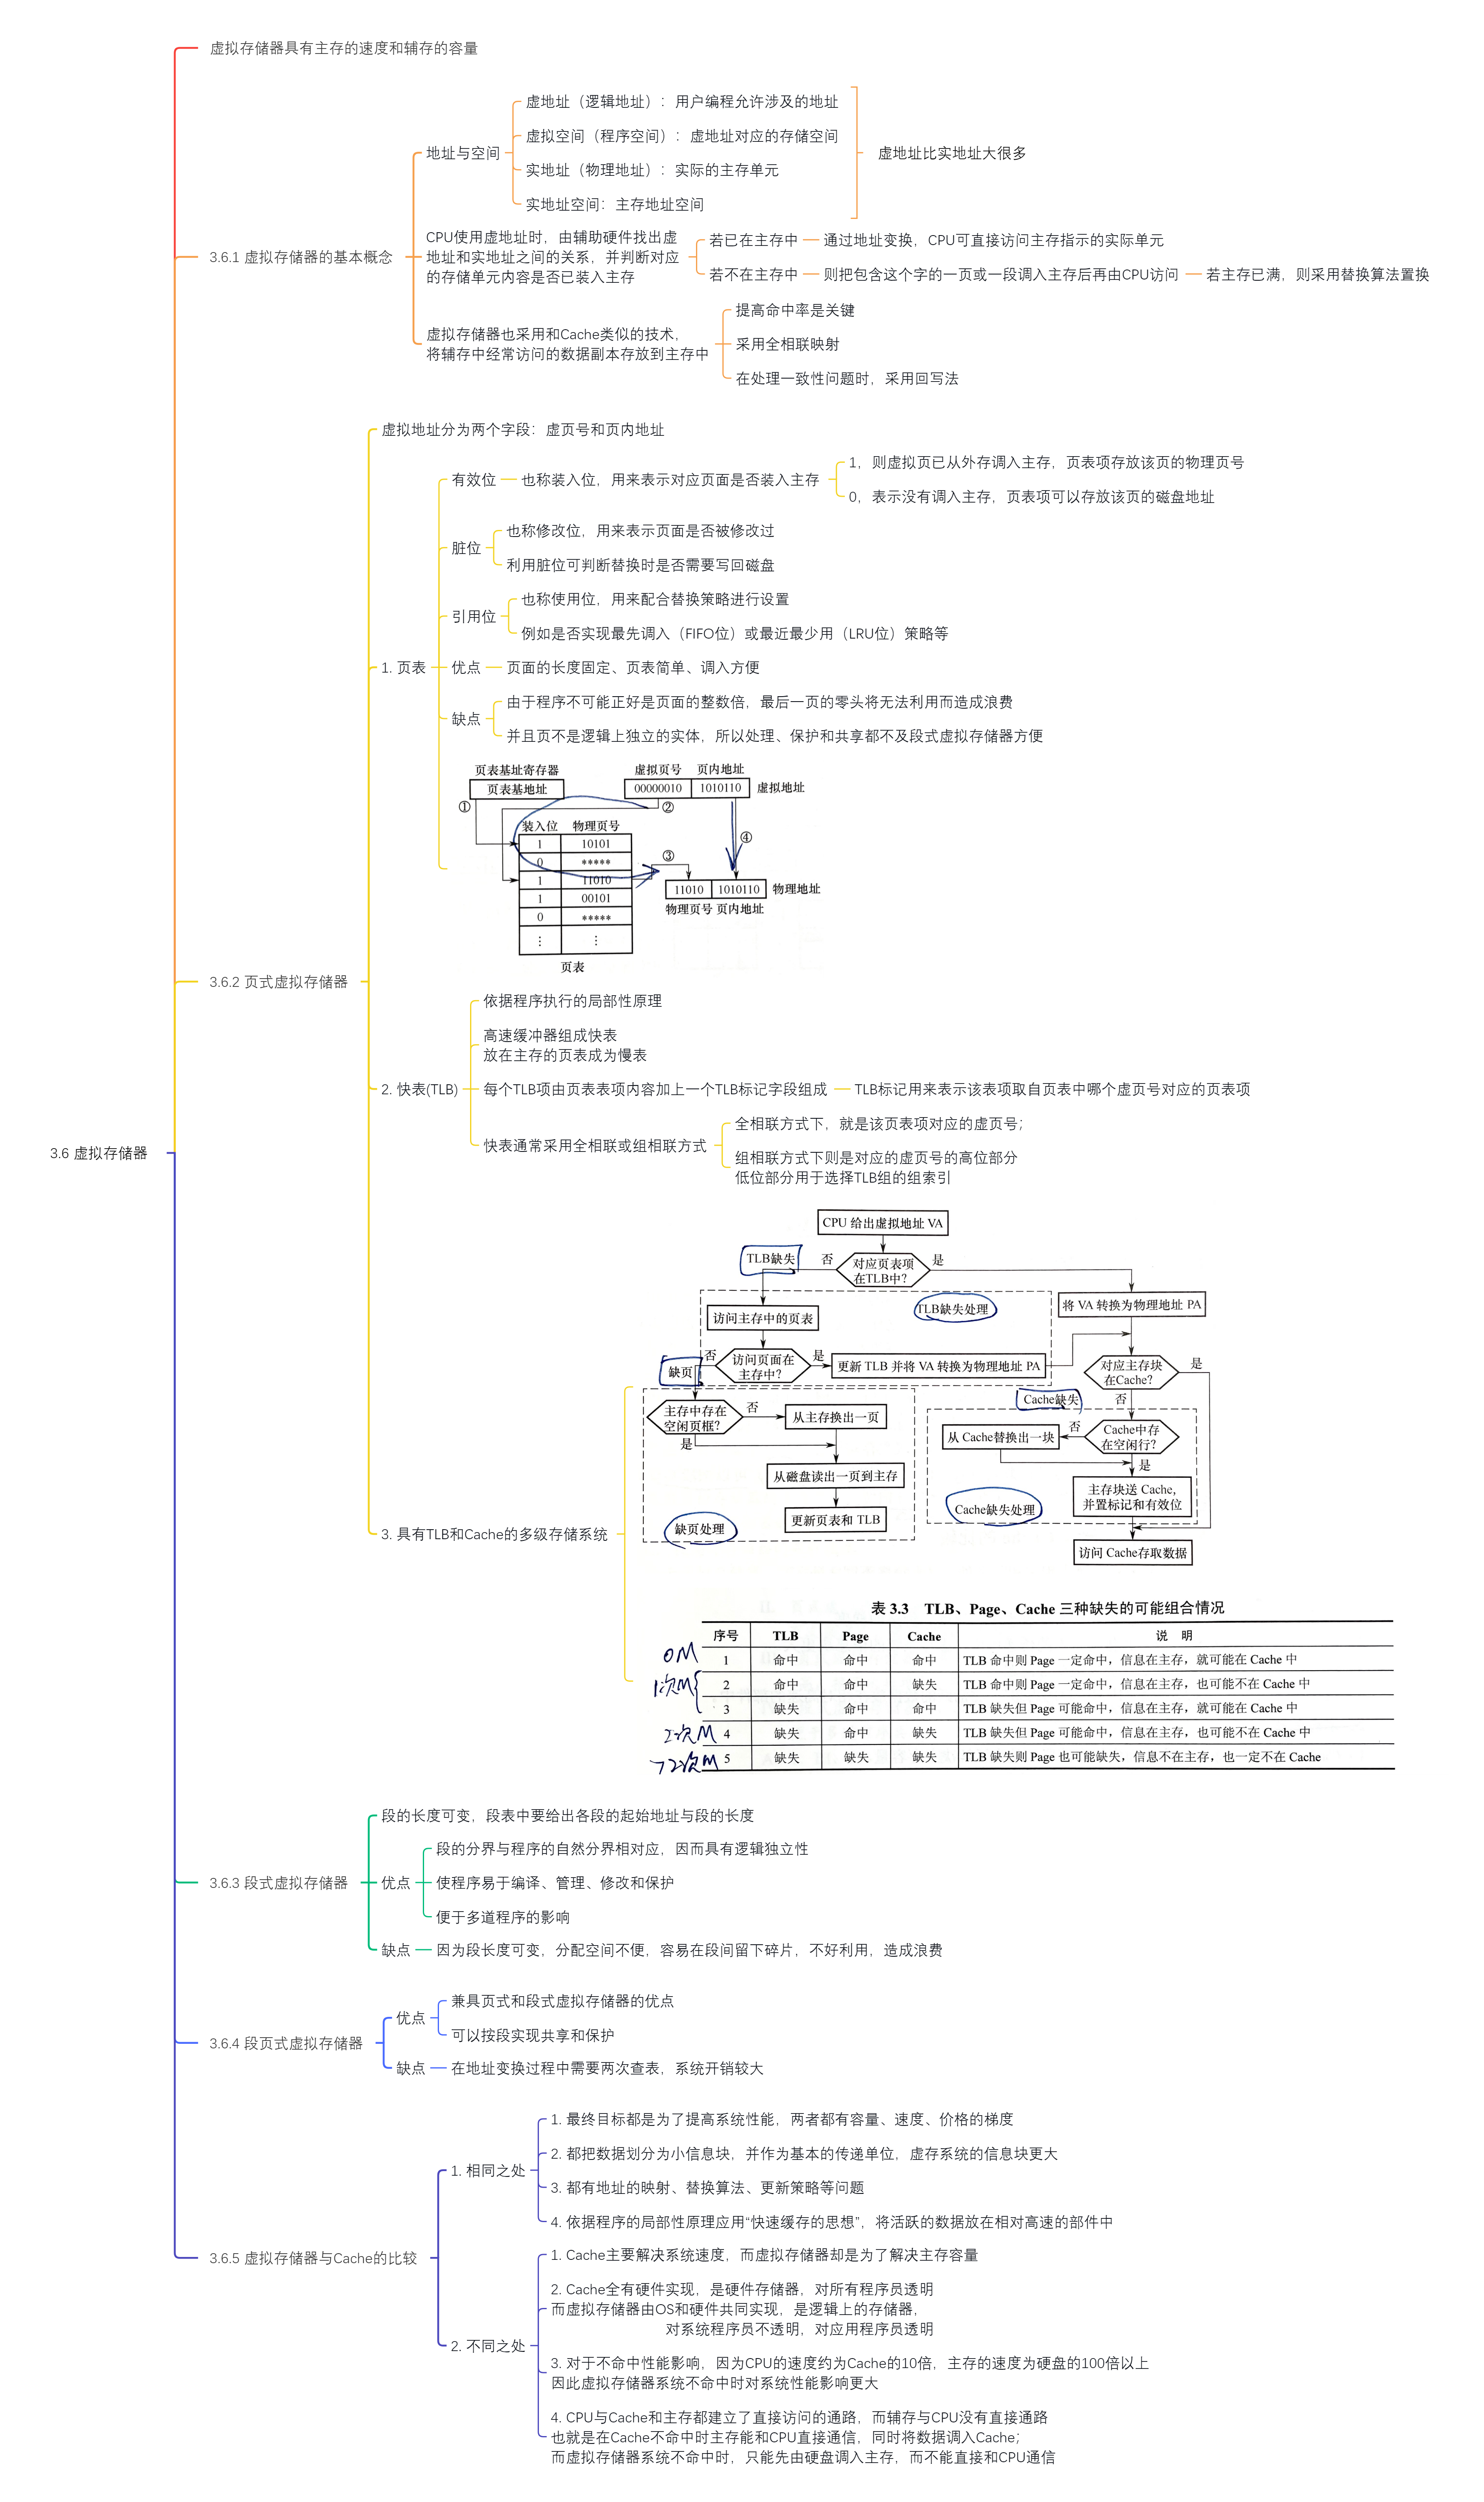 虚拟存储器具有主存的速度和辅存的容量
3.6 虚拟存储器
3.6.1 虚拟存储器的基本概念
地址与空间
虚地址（逻辑地址）：用户编程允许涉及的地址
虚拟空间（程序空间）：虚地址对应的存储空间
实地址（物理地址）：实际的主存单元
实地址空间：主存地址空间
虚地址比实地址大很多
CPU使用虚地址时，由辅助硬件找出虚
地址和实地址之间的关系，并判断对应
的存储单元内容是否已装入主存
若已在主存中
通过地址变换，CPU可直接访问主存指示的实际单元
若不在主存中
则把包含这个字的一页或一段调入主存后再由CPU访问
若主存已满，则采用替换算法置换
虚拟存储器也采用和Cache类似的技术，
将辅存中经常访问的数据副本存放到主存中
提高命中率是关键
采用全相联映射
在处理一致性问题时，采用回写法
3.6.2 页式虚拟存储器
虚拟地址分为两个字段：虚页号和页内地址
1. 页表
有效位
也称装入位，用来表示对应页面是否装入主存
1，则虚拟页已从外存调入主存，页表项存放该页的物理页号
0，表示没有调入主存，页表项可以存放该页的磁盘地址
脏位
也称修改位，用来表示页面是否被修改过
利用脏位可判断替换时是否需要写回磁盘
引用位
也称使用位，用来配合替换策略进行设置
例如是否实现最先调入（FIFO位）或最近最少用（LRU位）策略等
优点
页面的长度固定、页表简单、调入方便
缺点
由于程序不可能正好是页面的整数倍，最后一页的零头将无法利用而造成浪费
并且页不是逻辑上独立的实体，所以处理、保护和共享都不及段式虚拟存储器方便
页表基址寄存器
虚拟页号 页内地址
页表基地址
00000010 1010110 虚拟地址
① ②
装入位 物理页号
1 10101
④
0 *****
③
1 11010
11010 1010110 物理地址
1 00101
物理页号 页内地址
0 *****
⋮ ⋮
页表
2. 快表(TLB)
依据程序执行的局部性原理
高速缓冲器组成快表
放在主存的页表成为慢表
每个TLB项由页表表项内容加上一个TLB标记字段组成
TLB标记用来表示该表项取自页表中哪个虚页号对应的页表项
快表通常采用全相联或组相联方式
全相联方式下，就是该页表项对应的虚页号；
组相联方式下则是对应的虚页号的高位部分
低位部分用于选择TLB组的组索引
3. 具有TLB和Cache的多级存储系统
CPU 给出虚拟地址 VA
TLB缺失
否
对应页表项
在TLB中?
是
TLB缺失处理
访问主存中的页表
将 VA 转换为物理地址 PA
缺页
否
访问页面在
主存中?
是
更新 TLB 并将 VA 转换为物理地址 PA
对应主存块
在Cache?
是
Cache缺失
否
主存中存在
空闲页框?
否
从主存换出一页
是
从 Cache替换出一块
否
Cache中存
在空闲行?
是
从磁盘读出一页到主存
主存块送 Cache,
并置标记和有效位
Cache缺失处理
更新页表和 TLB
缺页处理
访问 Cache存取数据
表 3.3 TLB、Page、Cache 三种缺失的可能组合情况
序号 TLB Page Cache 说 明
0M 1 命中 命中 命中 TLB 命中则 Page 一定命中，信息在主存，就可能在 Cache 中
1次M 2 命中 命中 缺失 TLB 命中则 Page 一定命中，信息在主存，也可能不在 Cache 中
3 缺失 命中 命中 TLB 缺失但 Page 可能命中，信息在主存，就可能在 Cache 中
2次M 4 缺失 命中 缺失 TLB 缺失但 Page 可能命中，信息在主存，也可能不在 Cache 中
>2次M 5 缺失 缺失 缺失 TLB 缺失则 Page 也可能缺失，信息不在主存，也一定不在 Cache
3.6.3 段式虚拟存储器
段的长度可变，段表中要给出各段的起始地址与段的长度
优点
段的分界与程序的自然分界相对应，因而具有逻辑独立性
使程序易于编译、管理、修改和保护
便于多道程序的影响
缺点
因为段长度可变，分配空间不便，容易在段间留下碎片，不好利用，造成浪费
3.6.4 段页式虚拟存储器
优点
兼具页式和段式虚拟存储器的优点
可以按段实现共享和保护
缺点
在地址变换过程中需要两次查表，系统开销较大
3.6.5 虚拟存储器与Cache的比较
1. 相同之处
1. 最终目标都是为了提高系统性能，两者都有容量、速度、价格的梯度
2. 都把数据划分为小信息块，并作为基本的传递单位，虚存系统的信息块更大
3. 都有地址的映射、替换算法、更新策略等问题
4. 依据程序的局部性原理应用“快速缓存的思想”，将活跃的数据放在相对高速的部件中
2. 不同之处
1. Cache主要解决系统速度，而虚拟存储器却是为了解决主存容量
2. Cache全有硬件实现，是硬件存储器，对所有程序员透明
而虚拟存储器由OS和硬件共同实现，是逻辑上的存储器，
对系统程序员不透明，对应用程序员透明
3. 对于不命中性能影响，因为CPU的速度约为Cache的10倍，主存的速度为硬盘的100倍以上
因此虚拟存储器系统不命中时对系统性能影响更大
4. CPU与Cache和主存都建立了直接访问的通路，而辅存与CPU没有直接通路
也就是在Cache不命中时主存能和CPU直接通信，同时将数据调入Cache；
而虚拟存储器系统不命中时，只能先由硬盘调入主存，而不能直接和CPU通信